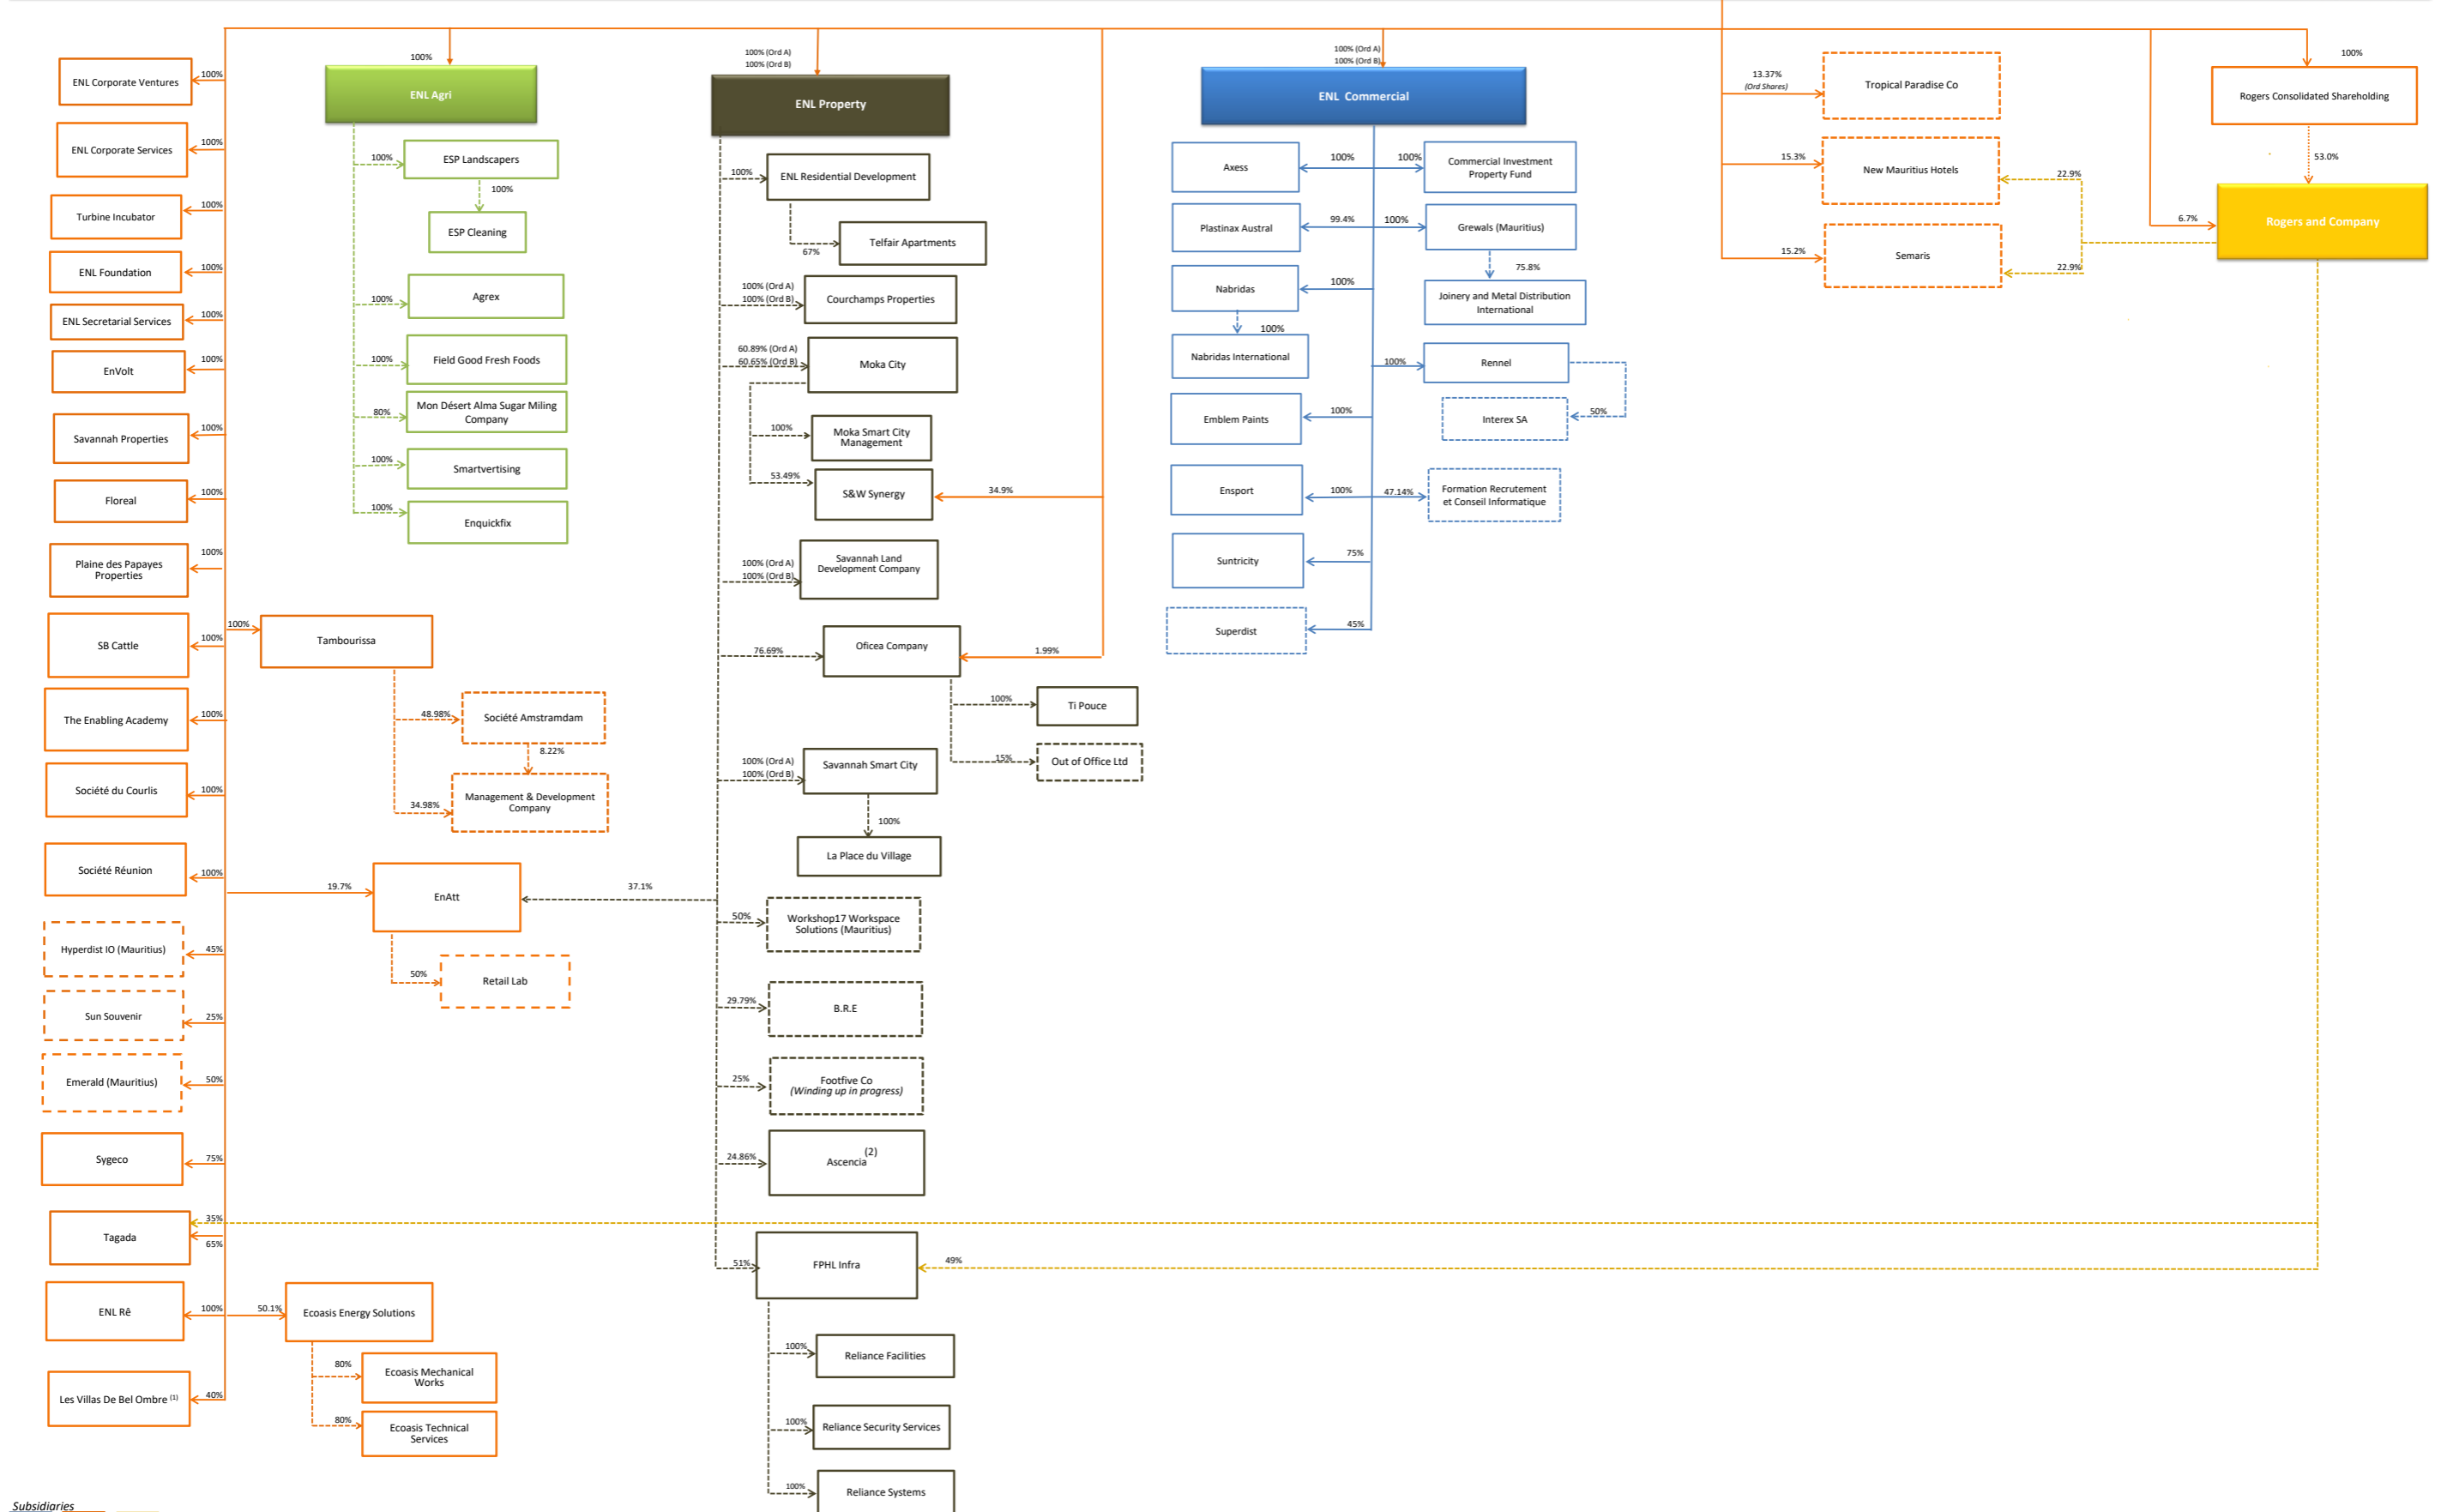 100%
ENL Corporate Ventures
100%
ENL Corporate Services
100%
Turbine Incubator
100%
ENL Foundation
100%
ENL Secretarial Services
100%
EnVolt
100%
Savannah Properties
100%
Floreal
100%
Plaine des Papayes
Properties
100%
SB Cattle
100%
The Enabling Academy
100%
Société du Courlis
100%
Société Réunion
100%
Hyperdist IO (Mauritius)
45%
Sun Souvenir
25%
Emerald (Mauritius)
50%
Sygeco
75%
Tagada
35%
65%
ENL Rê
100%
Les Villas De Bel Ombre (1)
40%
100%
Tambourissa
48.98%
Société Amstramdam
8.22%
34.98%
Management & Development
Company
19.7%
EnAtt
37.1%
50%
Retail Lab
50.1%
Ecoasis Energy Solutions
80%
Ecoasis Mechanical
Works
80%
Ecoasis Technical
Services
ENL Agri
100%
ESP Landscapers
100%
ESP Cleaning
100%
Agrex
100%
Field Good Fresh Foods
80%
Mon Désert Alma Sugar Miling
Company
100%
Smartvertising
100%
Enquickfix
100% (Ord A)
100% (Ord B)
ENL Property
100%
ENL Residential Development
67%
Telfair Apartments
100% (Ord A)
100% (Ord B)
Courchamps Properties
60.89% (Ord A)
60.65% (Ord B)
Moka City
100%
Moka Smart City
Management
53.49%
S&W Synergy
34.9%
100% (Ord A)
100% (Ord B)
Savannah Land
Development Company
76.69%
Oficea Company
1.99%
100%
Ti Pouce
15%
Out of Office Ltd
100% (Ord A)
100% (Ord B)
Savannah Smart City
100%
La Place du Village
50%
Workshop17 Workspace
Solutions (Mauritius)
29.79%
B.R.E
25%
Footfive Co
(Winding up in progress)
24.86%
(2)
Ascencia
51%
FPHL Infra
49%
100%
Reliance Facilities
100%
Reliance Security Services
100%
Reliance Systems
100% (Ord A)
100% (Ord B)
ENL Commercial
Axess
100%
100%
Commercial Investment
Property Fund
Plastinax Austral
99.4%
100%
Grewals (Mauritius)
75.8%
Joinery and Metal Distribution
International
Nabridas
100%
100%
Nabridas International
100%
Rennel
50%
Interex SA
Emblem Paints
100%
Ensport
100%
47.14%
Formation Recrutement
et Conseil Informatique
Suntricity
75%
Superdist
45%
13.37%
(Ord Shares)
Tropical Paradise Co
15.3%
New Mauritius Hotels
22.9%
15.2%
Semaris
22.9%
100%
Rogers Consolidated Shareholding
53.0%
6.7%
Rogers and Company
Subsidiaries